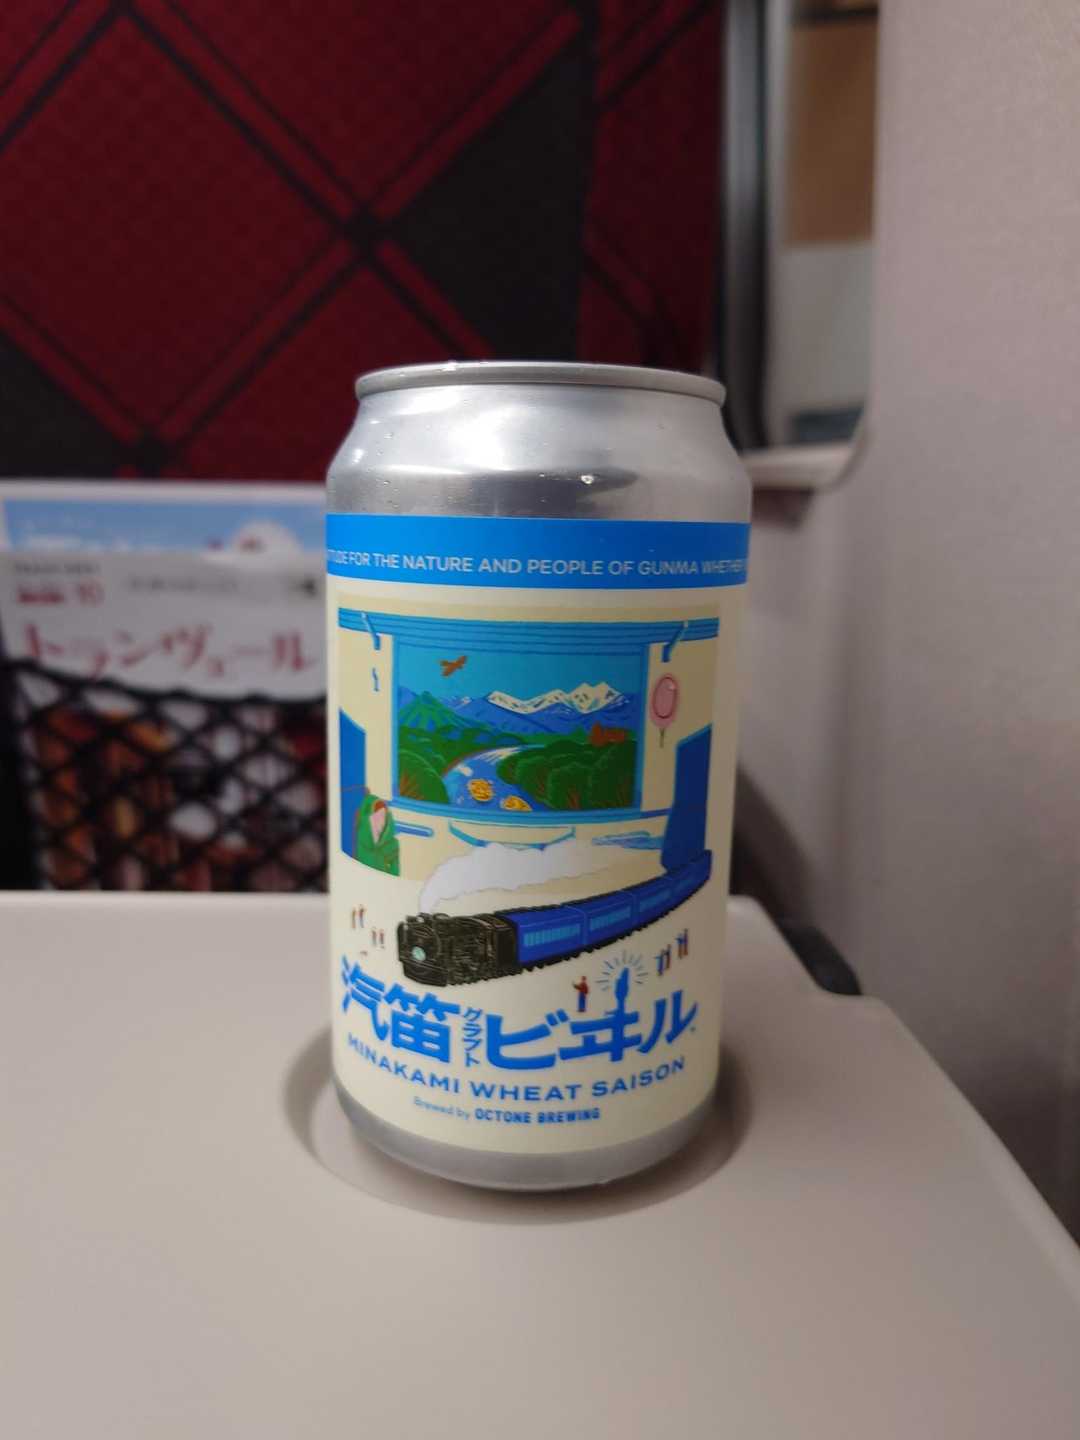 TUDE FOR THE NATURE AND PEOPLE OF GUNMA WHETHER
10
トランヴェール
汽笛クラフトビヰル
MINAKAMI WHEAT SAISON
Brewed by OCTONE BREWING